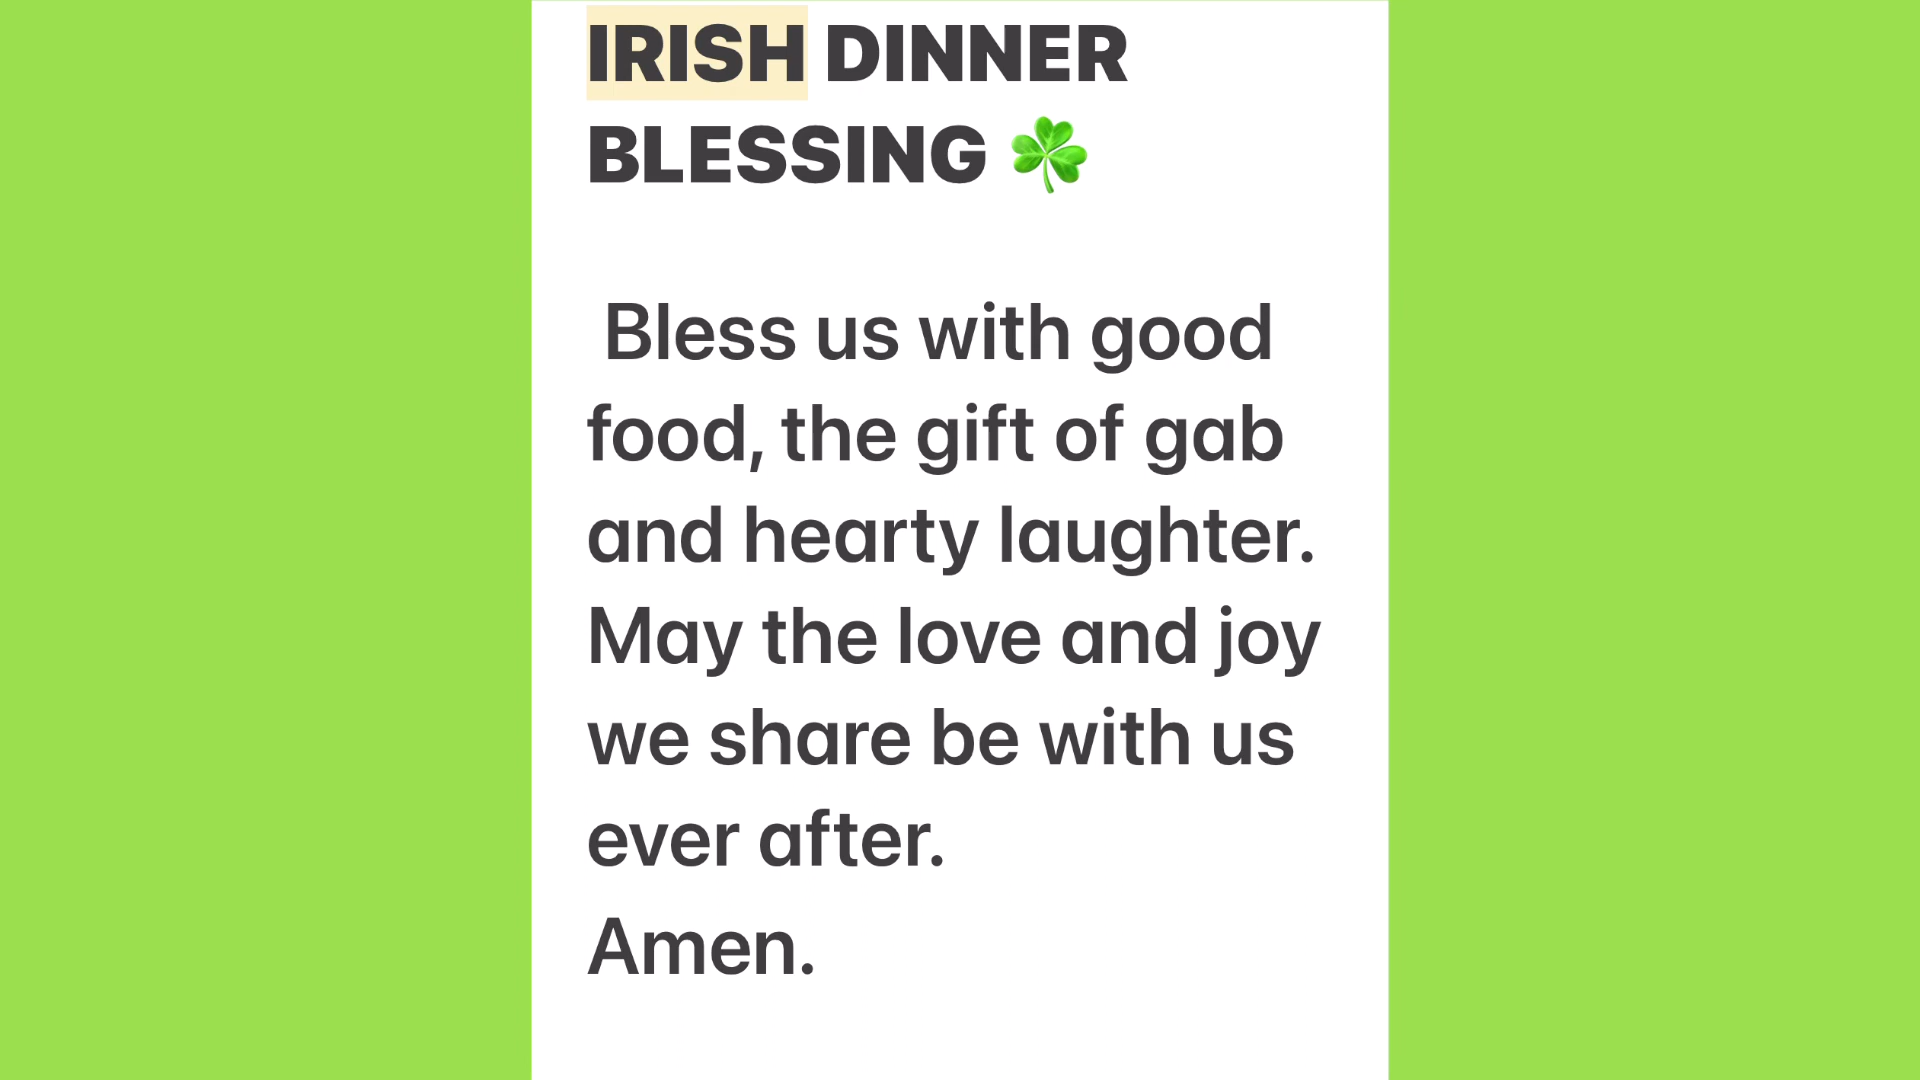 IRISH DINNER
BLESSING ☘️
Bless us with good
food, the gift of gab
and hearty laughter.
May the love and joy
we share be with us
ever after.
Amen.